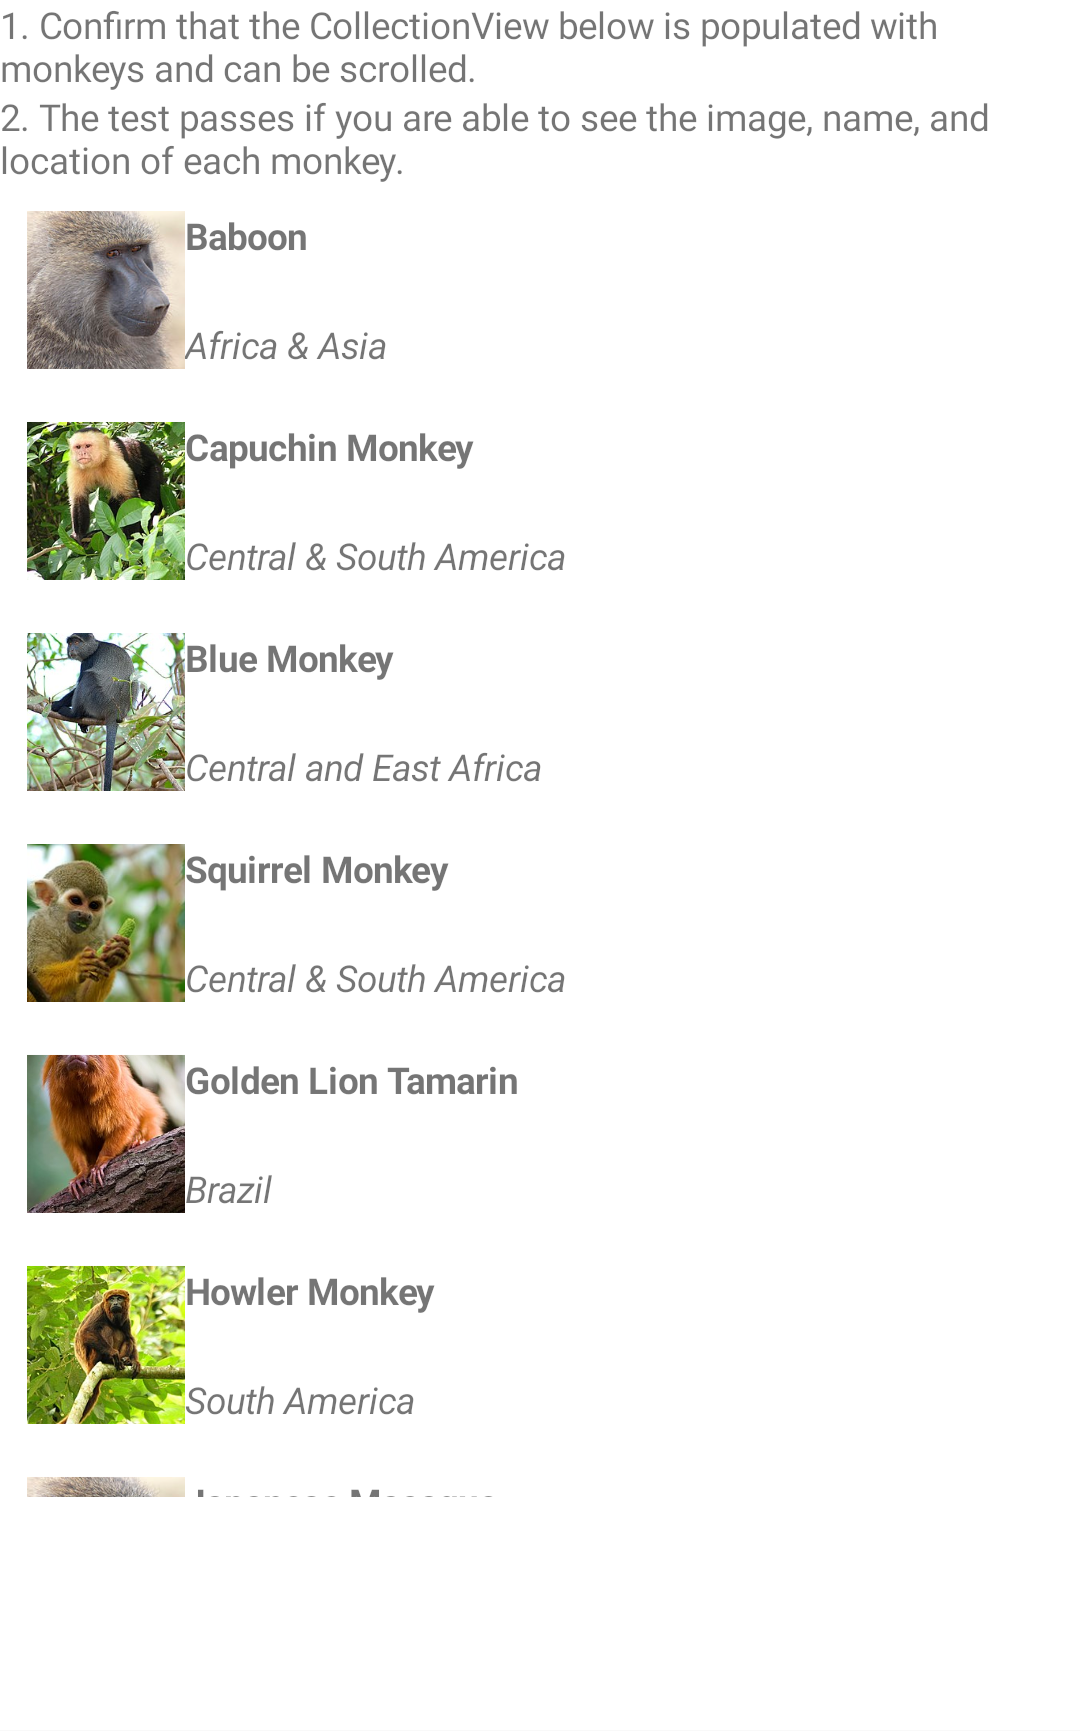 1. Confirm that the CollectionView below is populated with
monkeys and can be scrolled.
2. The test passes if you are able to see the image, name, and
location of each monkey.
Baboon
Africa & Asia
Capuchin Monkey
Central & South America
Blue Monkey
Central and East Africa
Squirrel Monkey
Central & South America
Golden Lion Tamarin
Brazil
Howler Monkey
South America